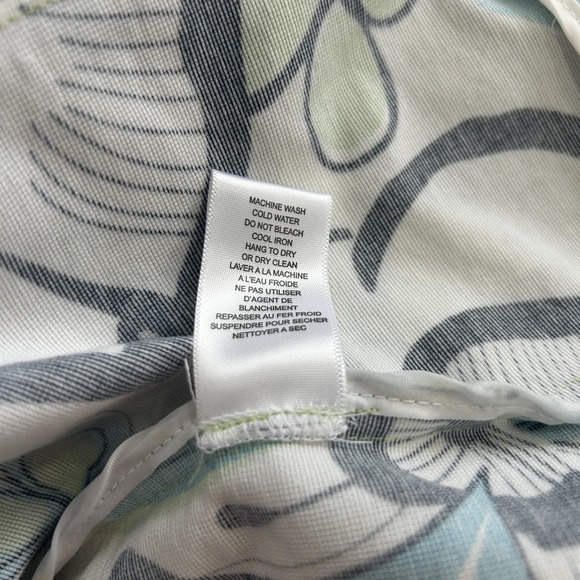 MACHINE WASH
COLD WATER
DO NOT BLEACH
COOL IRON
HANG TO DRY
OR DRY CLEAN
LAVER A LA MACHINE
A L'EAU FROIDE
NE PAS UTILISER
D'AGENT DE
BLANCHIMENT
REPASSER AU FER FROID
SUSPENDRE POUR SECHER
NETTOYER A SEC